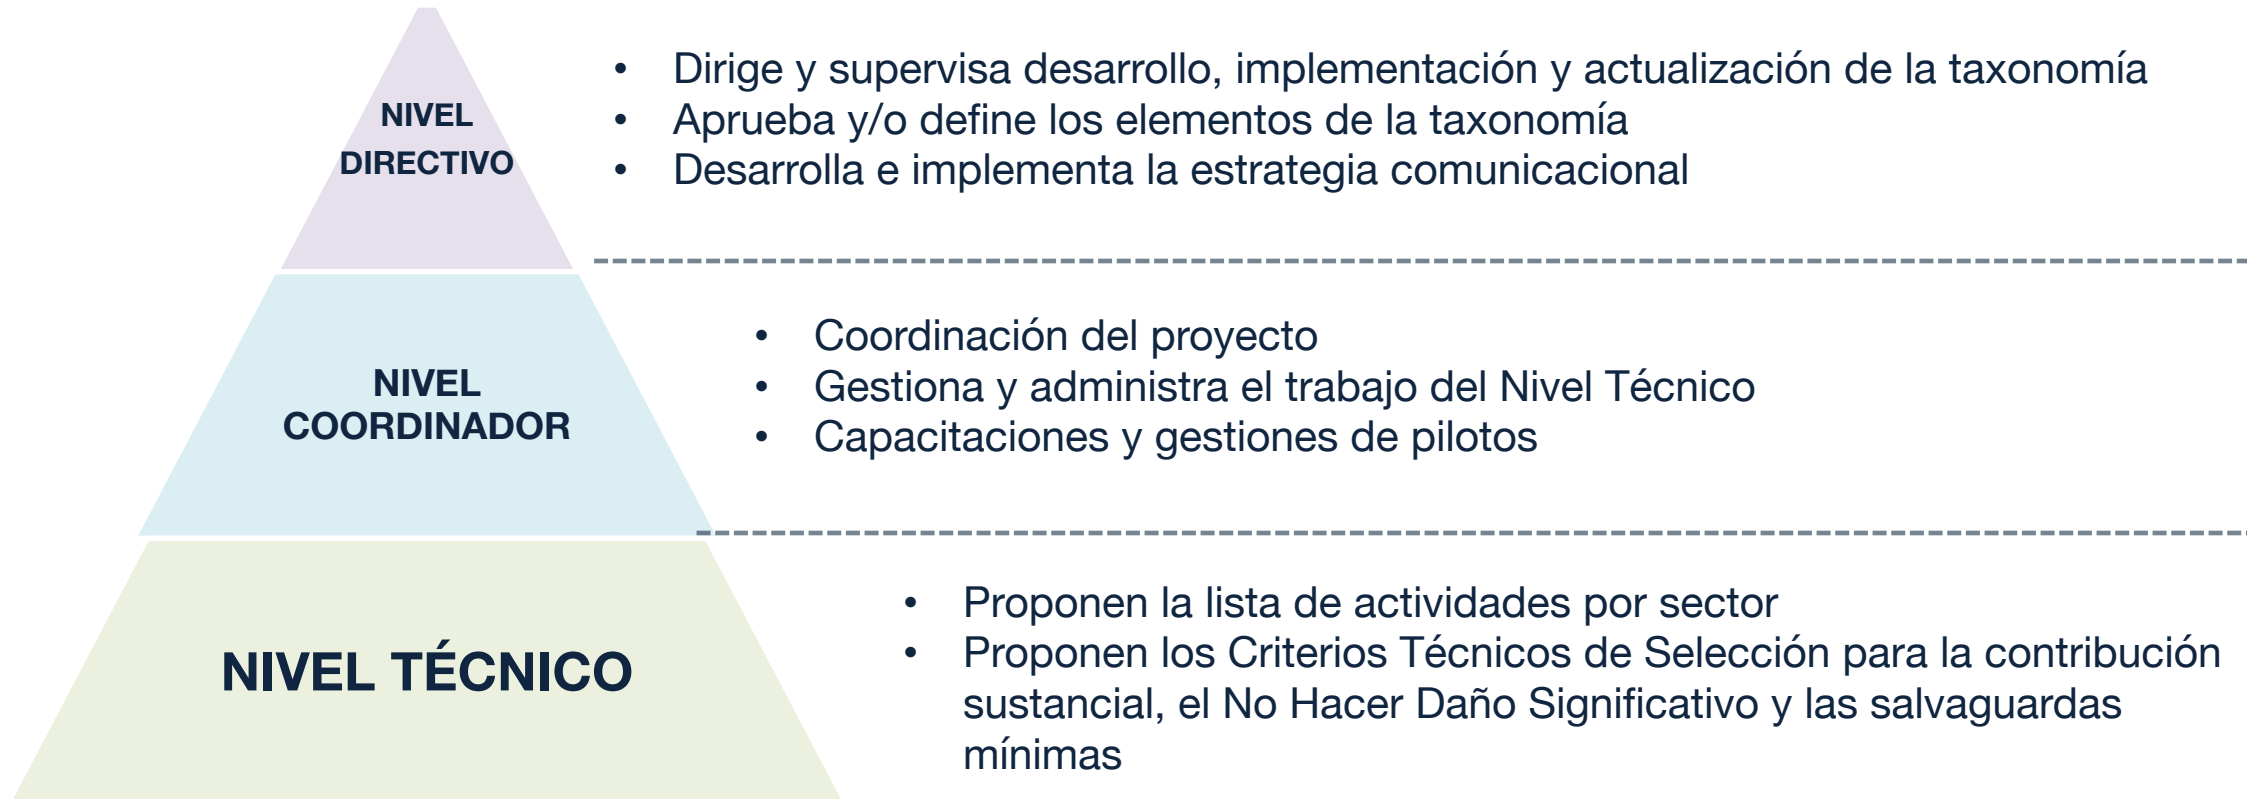 NIVEL
DIRECTIVO
• Dirige y supervisa desarrollo, implementación y actualización de la taxonomía
• Aprueba y/o define los elementos de la taxonomía
• Desarrolla e implementa la estrategia comunicacional
NIVEL
COORDINADOR
• Coordinación del proyecto
• Gestiona y administra el trabajo del Nivel Técnico
• Capacitaciones y gestiones de pilotos
NIVEL TÉCNICO
• Proponen la lista de actividades por sector
• Proponen los Criterios Técnicos de Selección para la contribución
sustancial, el No Hacer Daño Significativo y las salvaguardas
mínimas